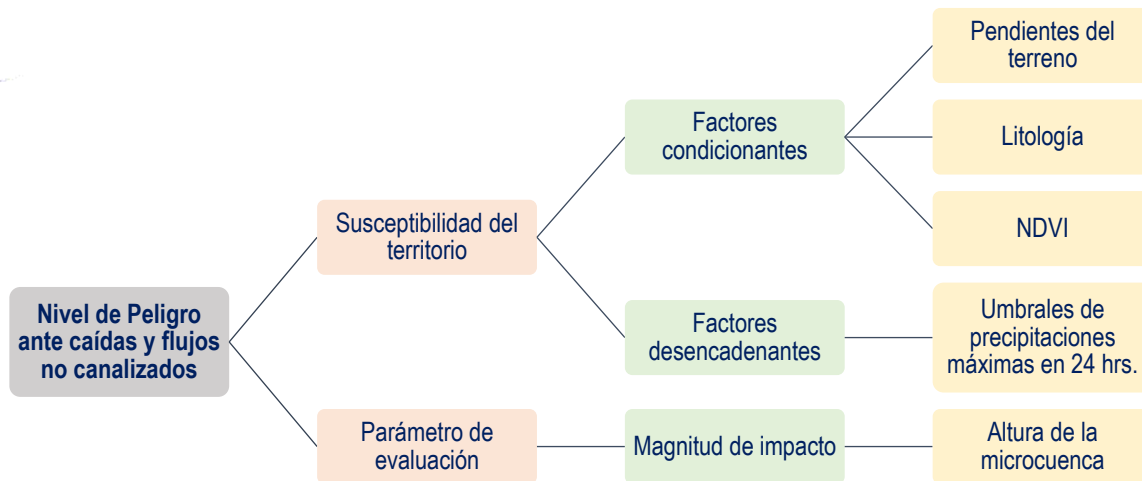 Nivel de Peligro
ante caídas y flujos
no canalizados
Susceptibilidad del
territorio
Parámetro de
evaluación
Factores
condicionantes
Factores
desencadenantes
Magnitud de impacto
Pendientes del
terreno
Litología
NDVI
Umbrales de
precipitaciones
máximas en 24 hrs.
Altura de la
microcuenca